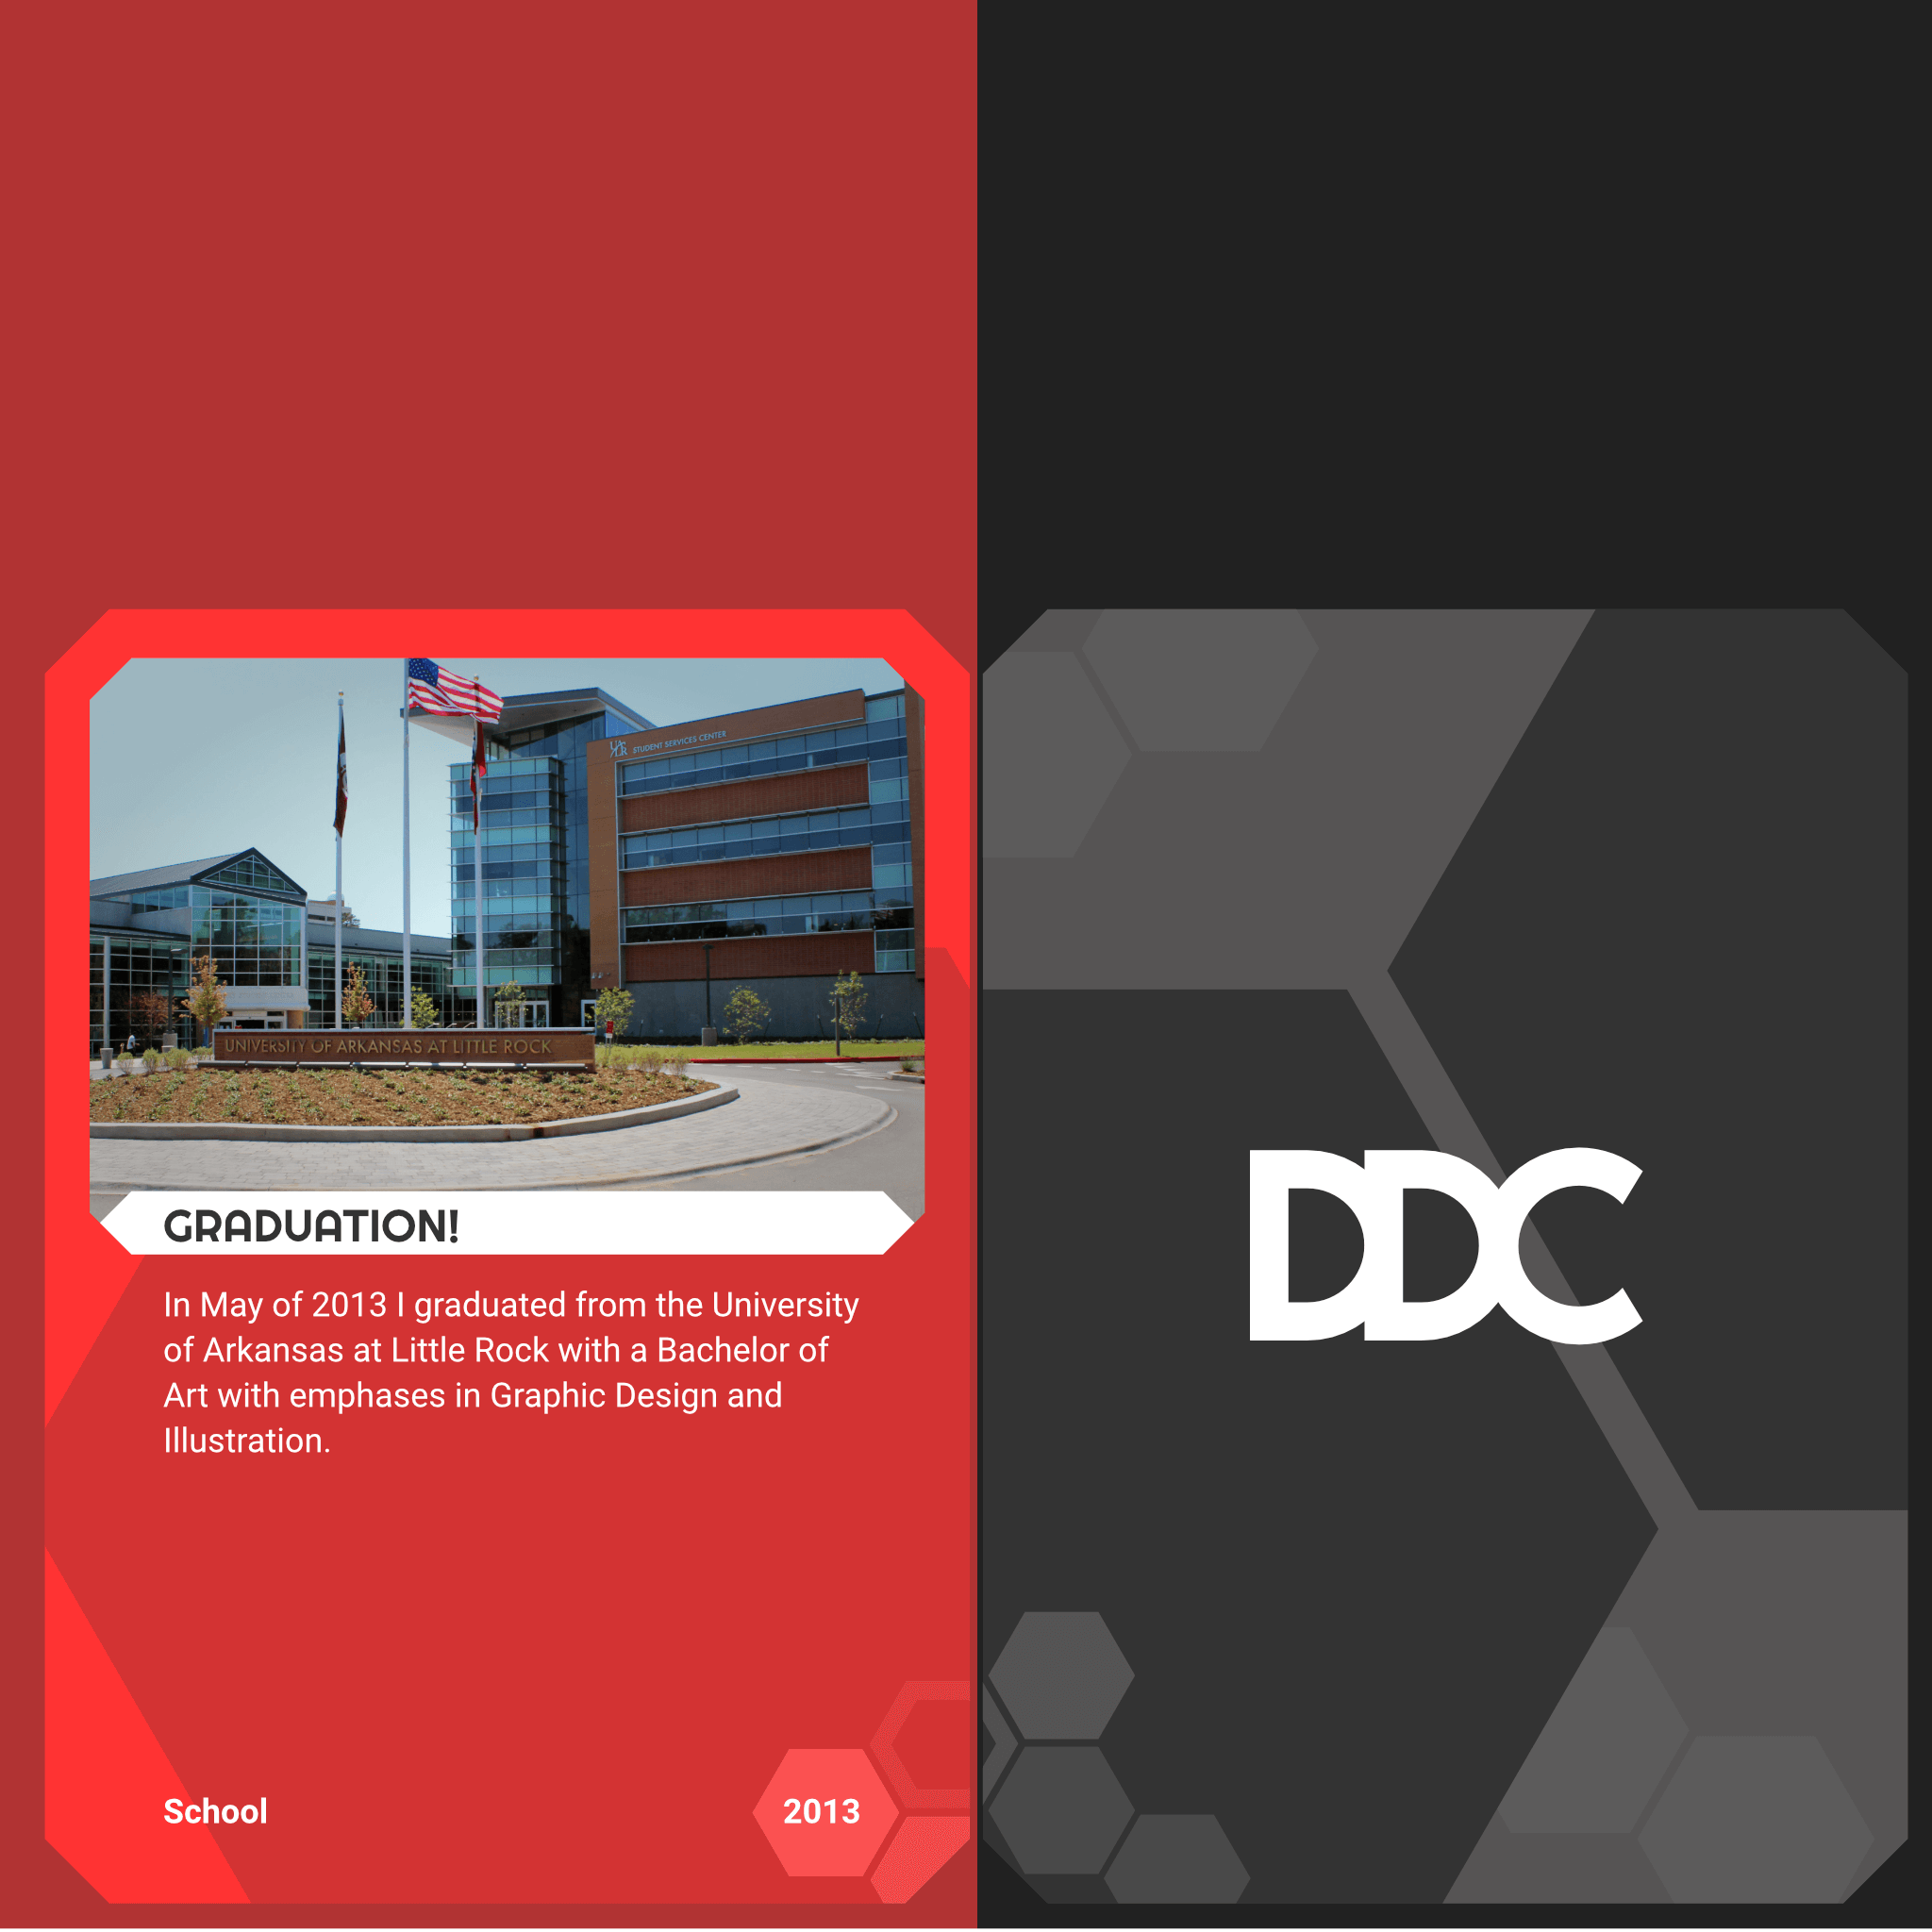 UALR STUDENT SERVICES CENTER
UNIVERSITY OF ARKANSAS AT LITTLE ROCK
GRADUATION!
In May of 2013 I graduated from the University
of Arkansas at Little Rock with a Bachelor of
Art with emphases in Graphic Design and
Illustration.
School
2013
DDC